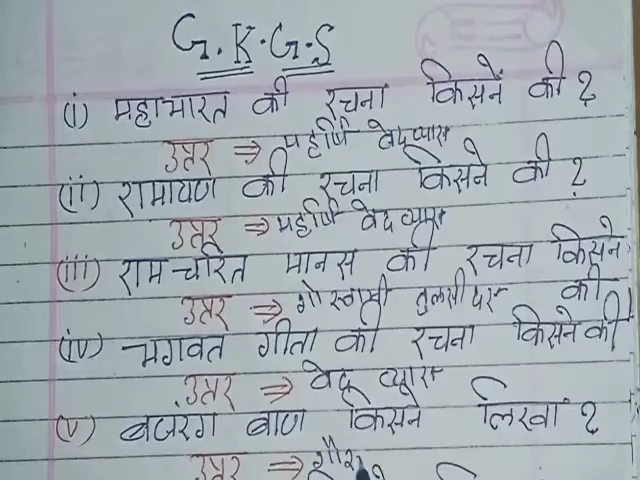 G.K.G.S
(i) महाभारत की रचना किसनें की ?
उत्तर ⇒ महर्षि वेदव्यास
(ii) रामायण की रचना किसने की ?
उत्तर ⇒ महर्षि वेदव्यास
(iii) रामचरित मानस की रचना किसने की
उत्तर ⇒ गोस्वामी तुलसीदास
(iv) भगवत गीता की रचना किसने की
उत्तर ⇒ वेद व्यास
(v) बजरंग बाण किसने लिखा ?
उत्तर ⇒